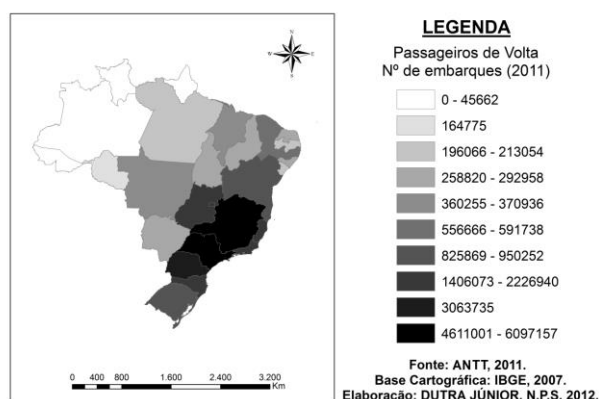 LEGENDA
Passageiros de Volta
Nº de embarques (2011)
0 - 45662
164775
196066 - 213054
258820 - 292958
360255 - 370936
556666 - 591738
825869 - 950252
1406073 - 2226940
3063735
4611001 - 6097157
Fonte: ANTT, 2011.
Base Cartográfica: IBGE, 2007.
Elaboração: DUTRA JÚNIOR, N.P.S, 2012.
0 400 800 1.600 2.400 3.200
Km